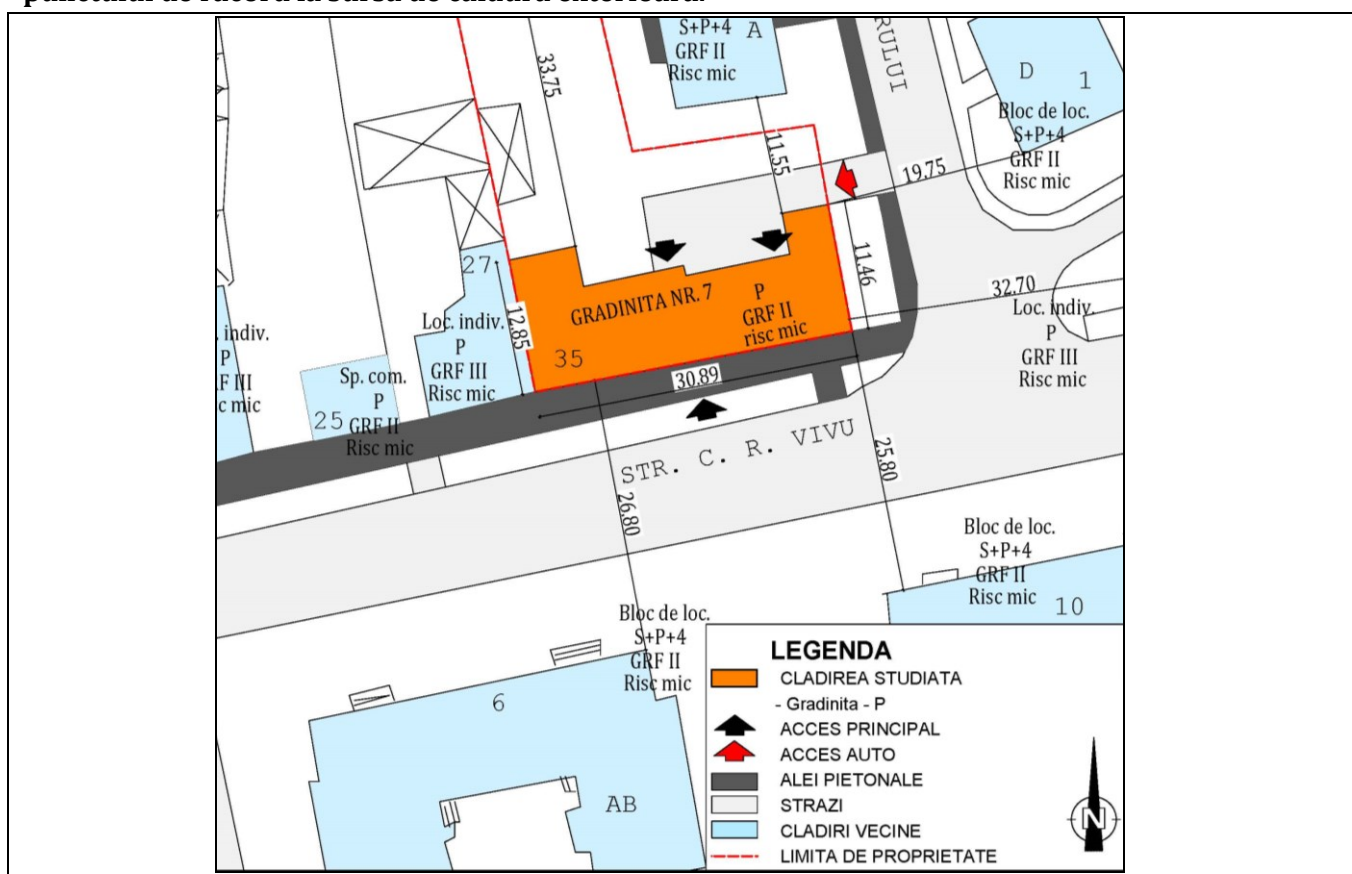 S+P+4
A
GRF II
Risc mic
33.75
RULUI
D
1
Bloc de loc.
S+P+4
GRF II
Risc mic
11.55
19.75
27
11.46
32.70
GRADINITA NR. 7
P
GRF II
risc mic
12.85
35
Loc. indiv.
P
GRF III
Risc mic
Loc. indiv.
P
GRF III
Risc mic
. indiv.
P
RF III
c mic
Sp. com.
P
25
GRF II
Risc mic
30.89
STR. C. R. VIVU
25.80
26.80
Bloc de loc.
S+P+4
GRF II
Risc mic
10
Bloc de loc.
S+P+4
GRF II
Risc mic
6
AB
LEGENDA
CLADIREA STUDIATA
- Gradinita - P
ACCES PRINCIPAL
ACCES AUTO
ALEI PIETONALE
STRAZI
CLADIRI VECINE
LIMITA DE PROPRIETATE
N